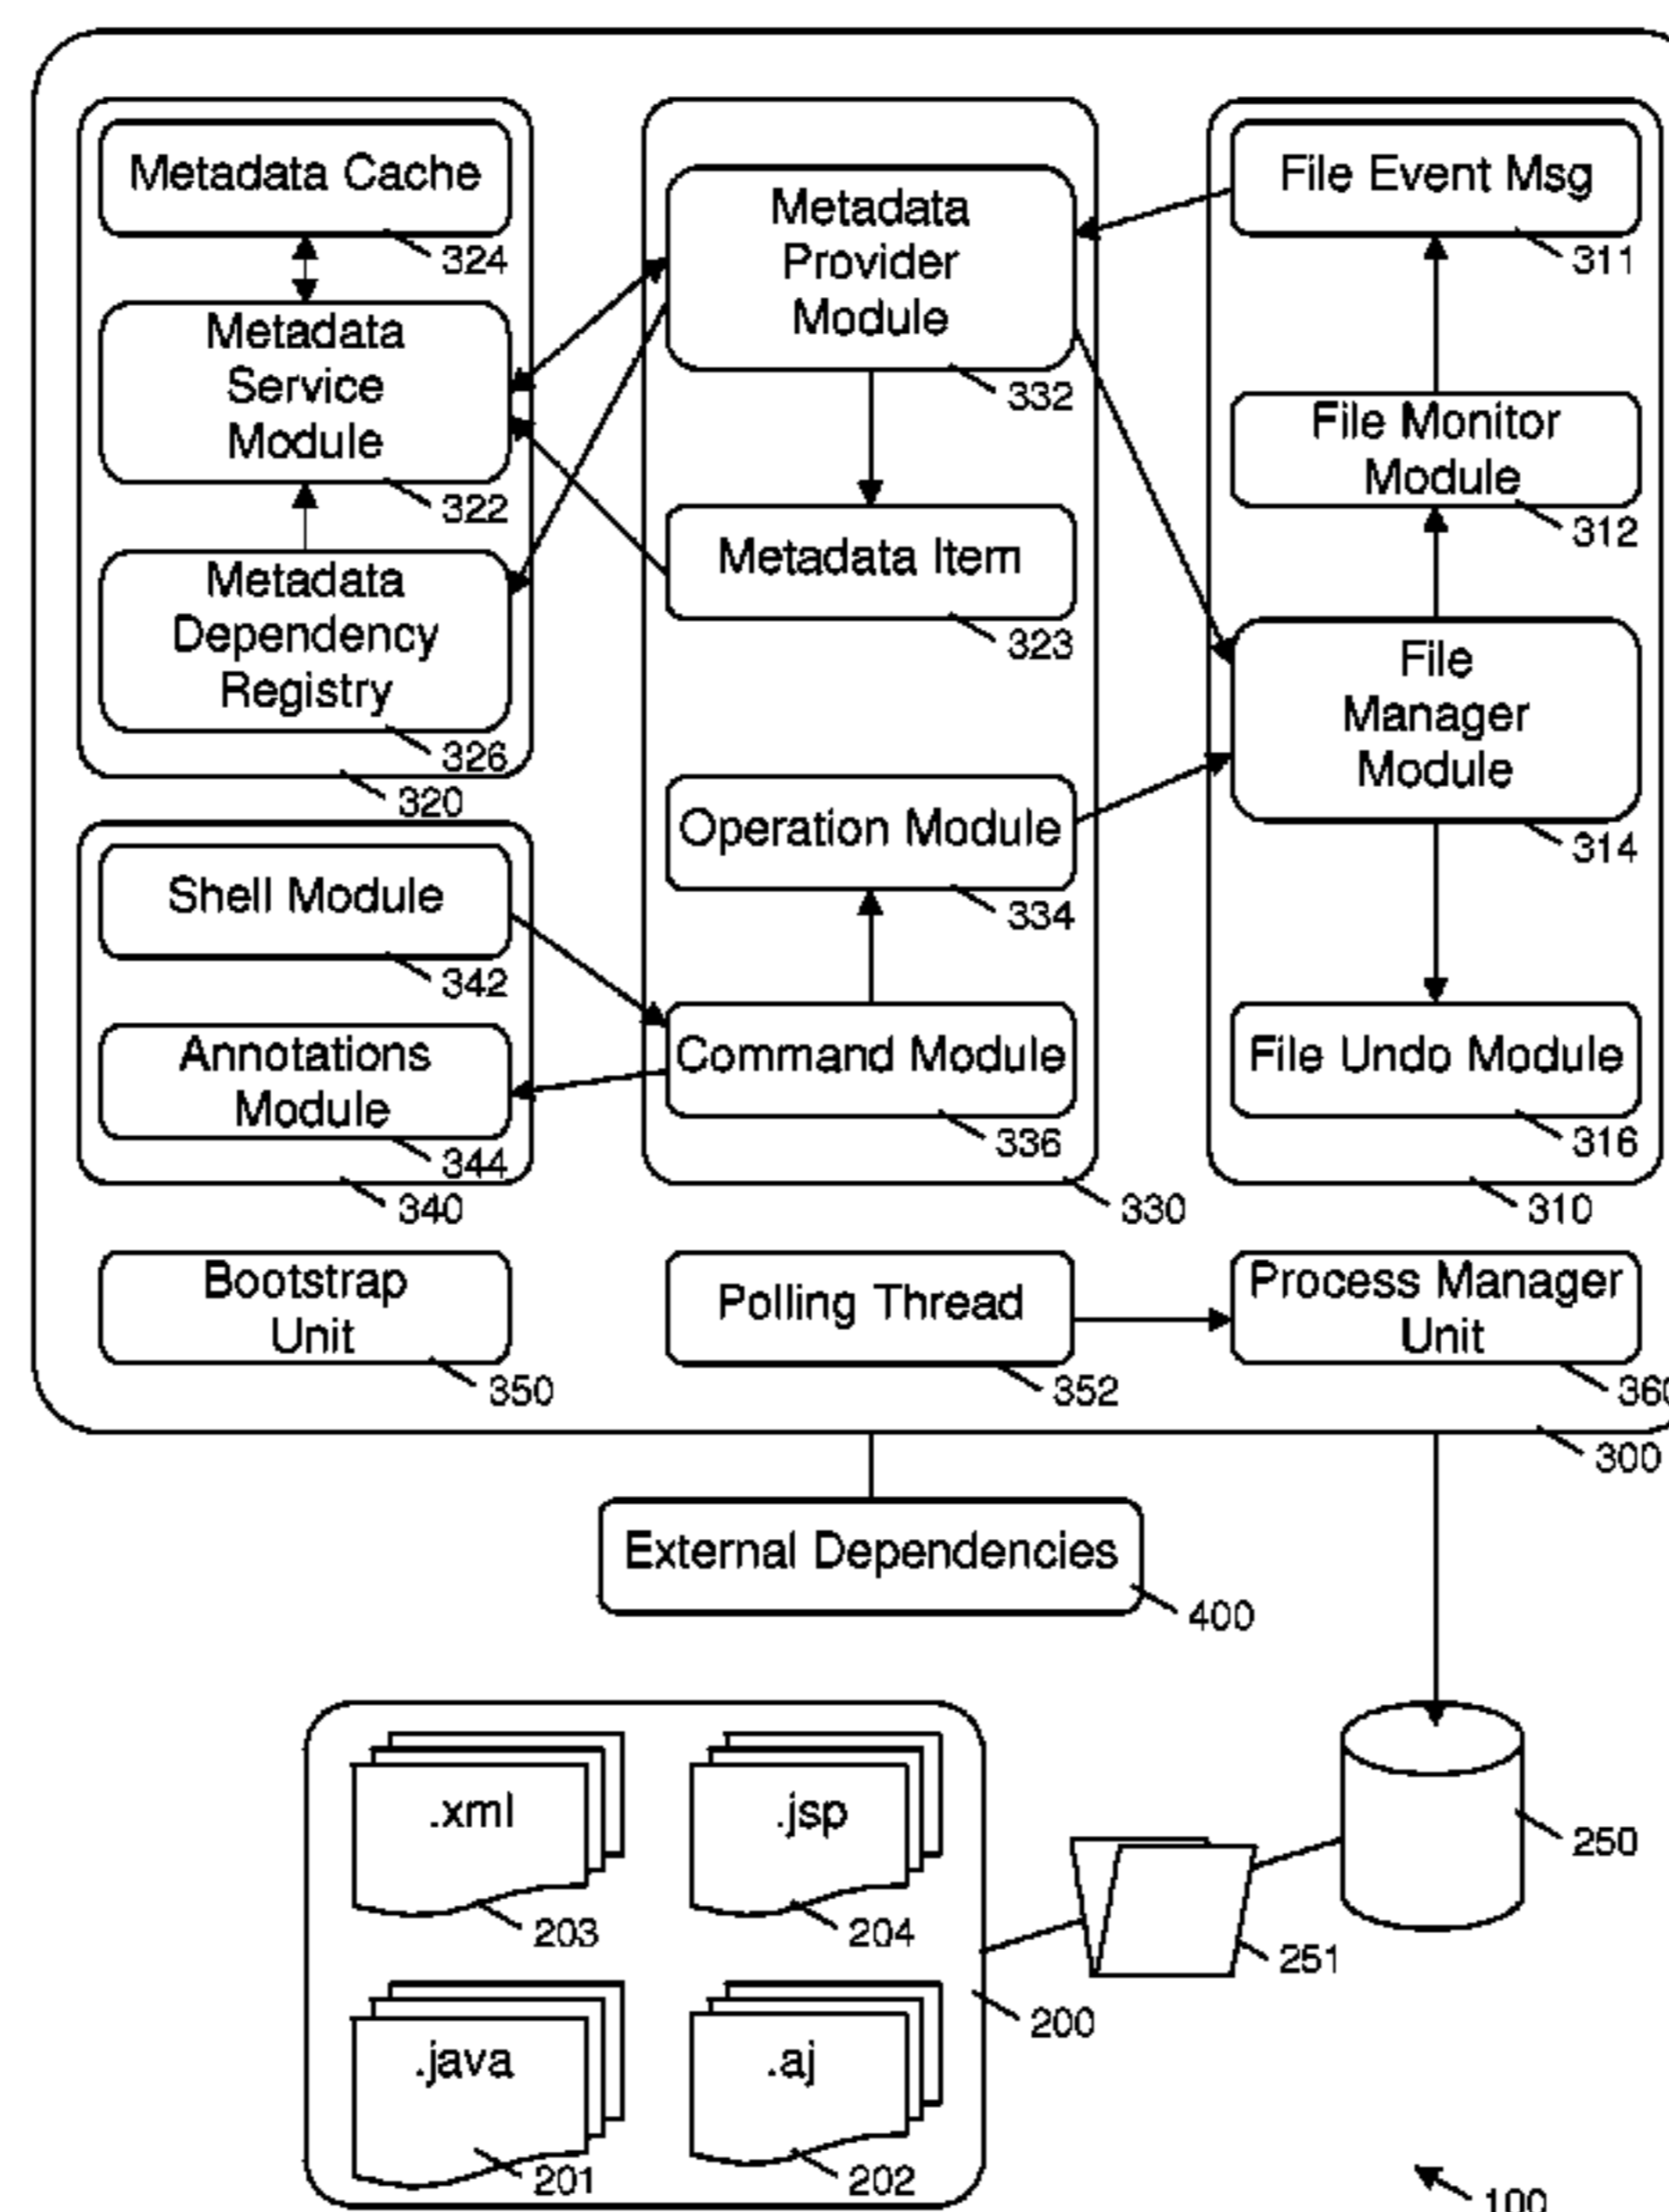 Metadata Cache
324
Metadata
Service
Module
322
Metadata
Dependency
Registry
326
320
Shell Module
342
Annotations
Module
344
340
Metadata
Provider
Module
332
Metadata Item
323
Operation Module
334
Command Module
336
330
File Event Msg
311
File Monitor
Module
312
File
Manager
Module
314
File Undo Module
316
310
Bootstrap
Unit
350
Polling Thread
352
Process Manager
Unit
360
300
External Dependencies
400
.xml
203
.jsp
204
.java
201
.aj
202
200
251
250
100